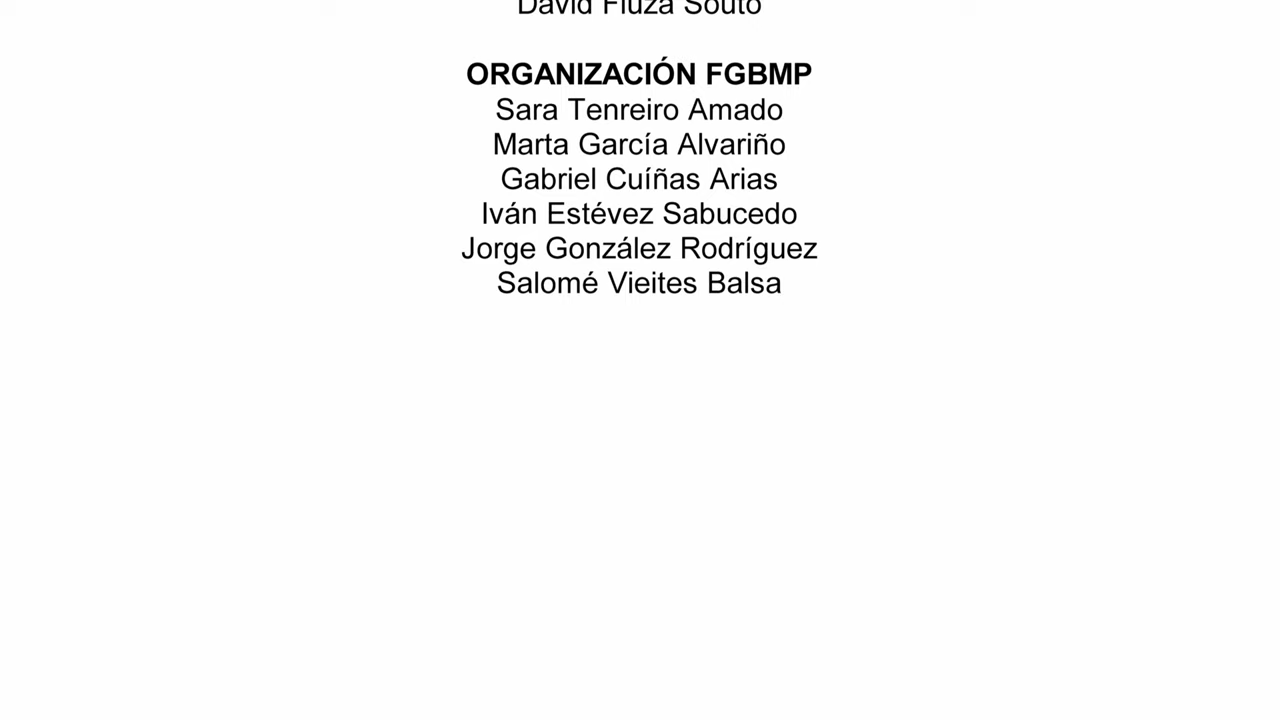 David Fiuza Souto
ORGANIZACIÓN FGBMP
Sara Tenreiro Amado
Marta García Alvariño
Gabriel Cuíñas Arias
Iván Estévez Sabucedo
Jorge González Rodríguez
Salomé Vieites Balsa